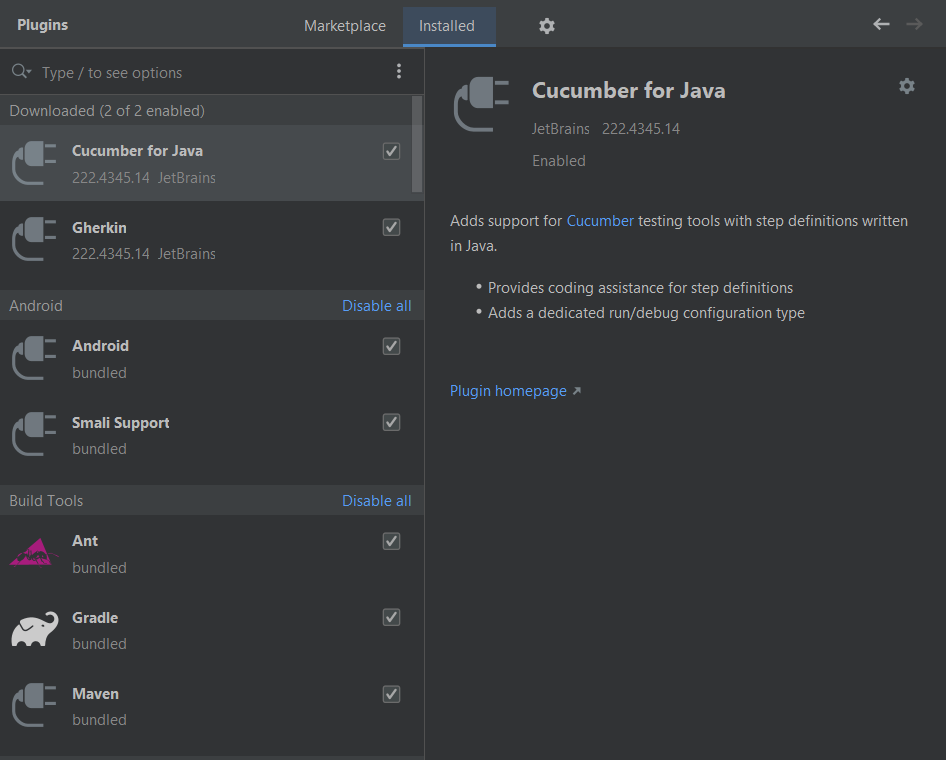 Plugins
Marketplace
Installed
Type / to see options
Downloaded (2 of 2 enabled)
Cucumber for Java
222.4345.14 JetBrains
Gherkin
222.4345.14 JetBrains
Android
Disable all
Android
bundled
Smali Support
bundled
Build Tools
Disable all
Ant
bundled
Gradle
bundled
Maven
bundled
Cucumber for Java
JetBrains 222.4345.14
Enabled
Adds support for Cucumber testing tools with step definitions written
in Java.
• Provides coding assistance for step definitions
• Adds a dedicated run/debug configuration type
Plugin homepage